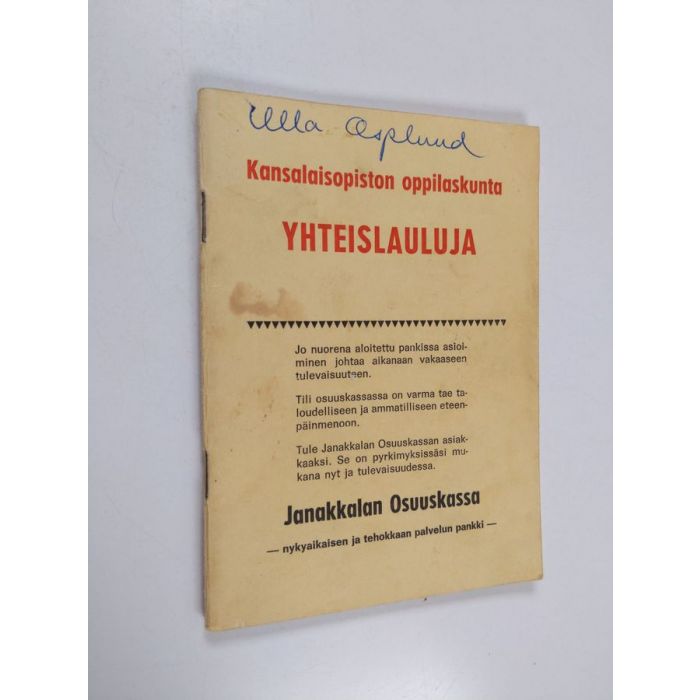 Ulla Asplund
Kansalaisopiston oppilaskunta
YHTEISLAULUJA
Jo nuorena aloitettu pankissa asioi-
minen johtaa aikanaan vakaaseen
tulevaisuuteen.
Tili osuuskassassa on varma tae ta-
loudelliseen ja ammatilliseen eteen-
päinmenoon.
Tule Janakkalan Osuuskassan asiak-
kaaksi. Se on pyrkimyksissäsi mu-
kana nyt ja tulevaisuudessa.
Janakkalan Osuuskassa
— nykyaikaisen ja tehokkaan palvelun pankki —